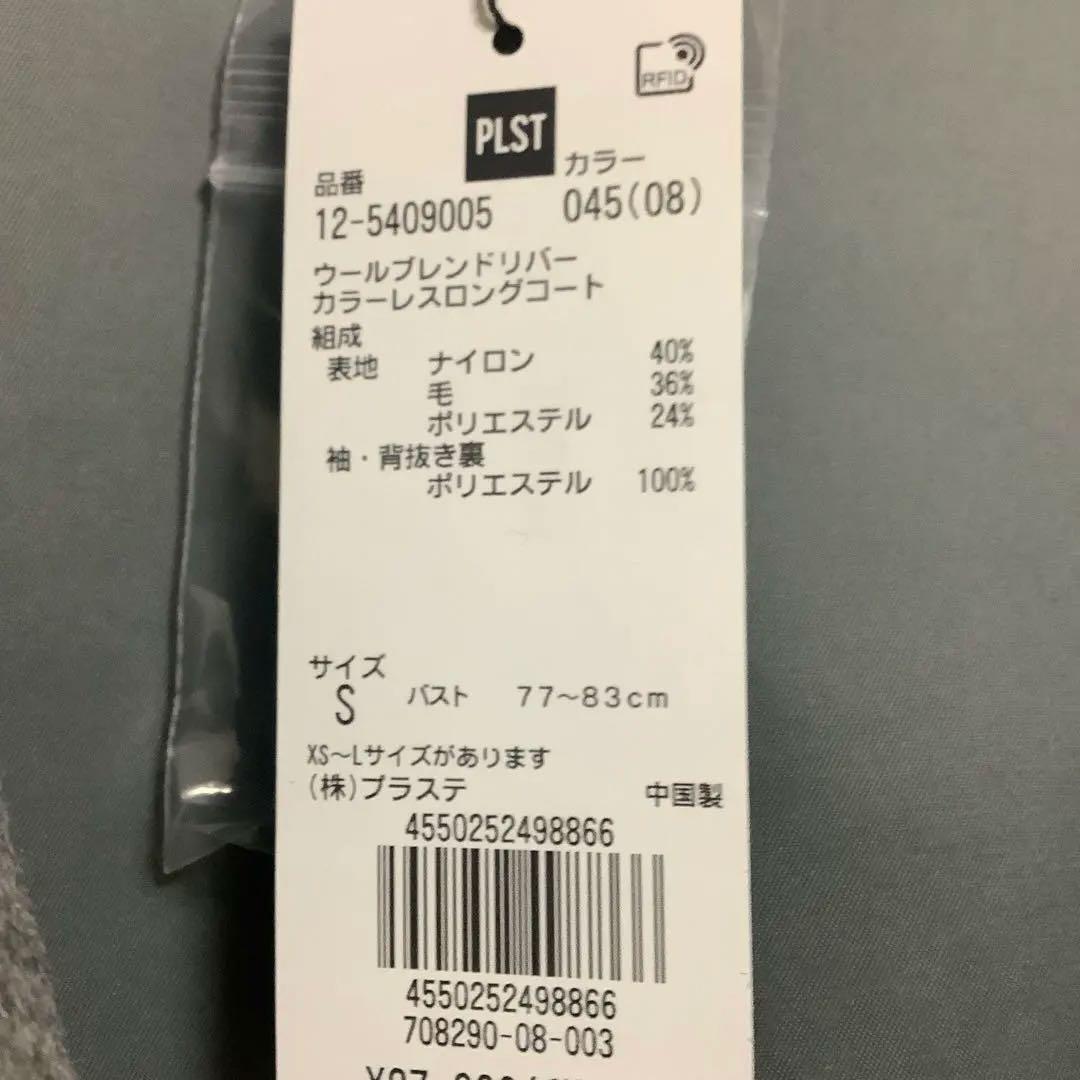 RFID
PLST
品番 カラー
12-5409005 045(08)
ウールブレンドリバー
カラーレスロングコート
組成
表地 ナイロン 40%
毛 36%
ポリエステル 24%
袖・背抜き裏
ポリエステル 100%
サイズ
S バスト 77〜83cm
XS〜Lサイズがあります
(株)プラステ 中国製
4550252498866
4550252498866
708290-08-003